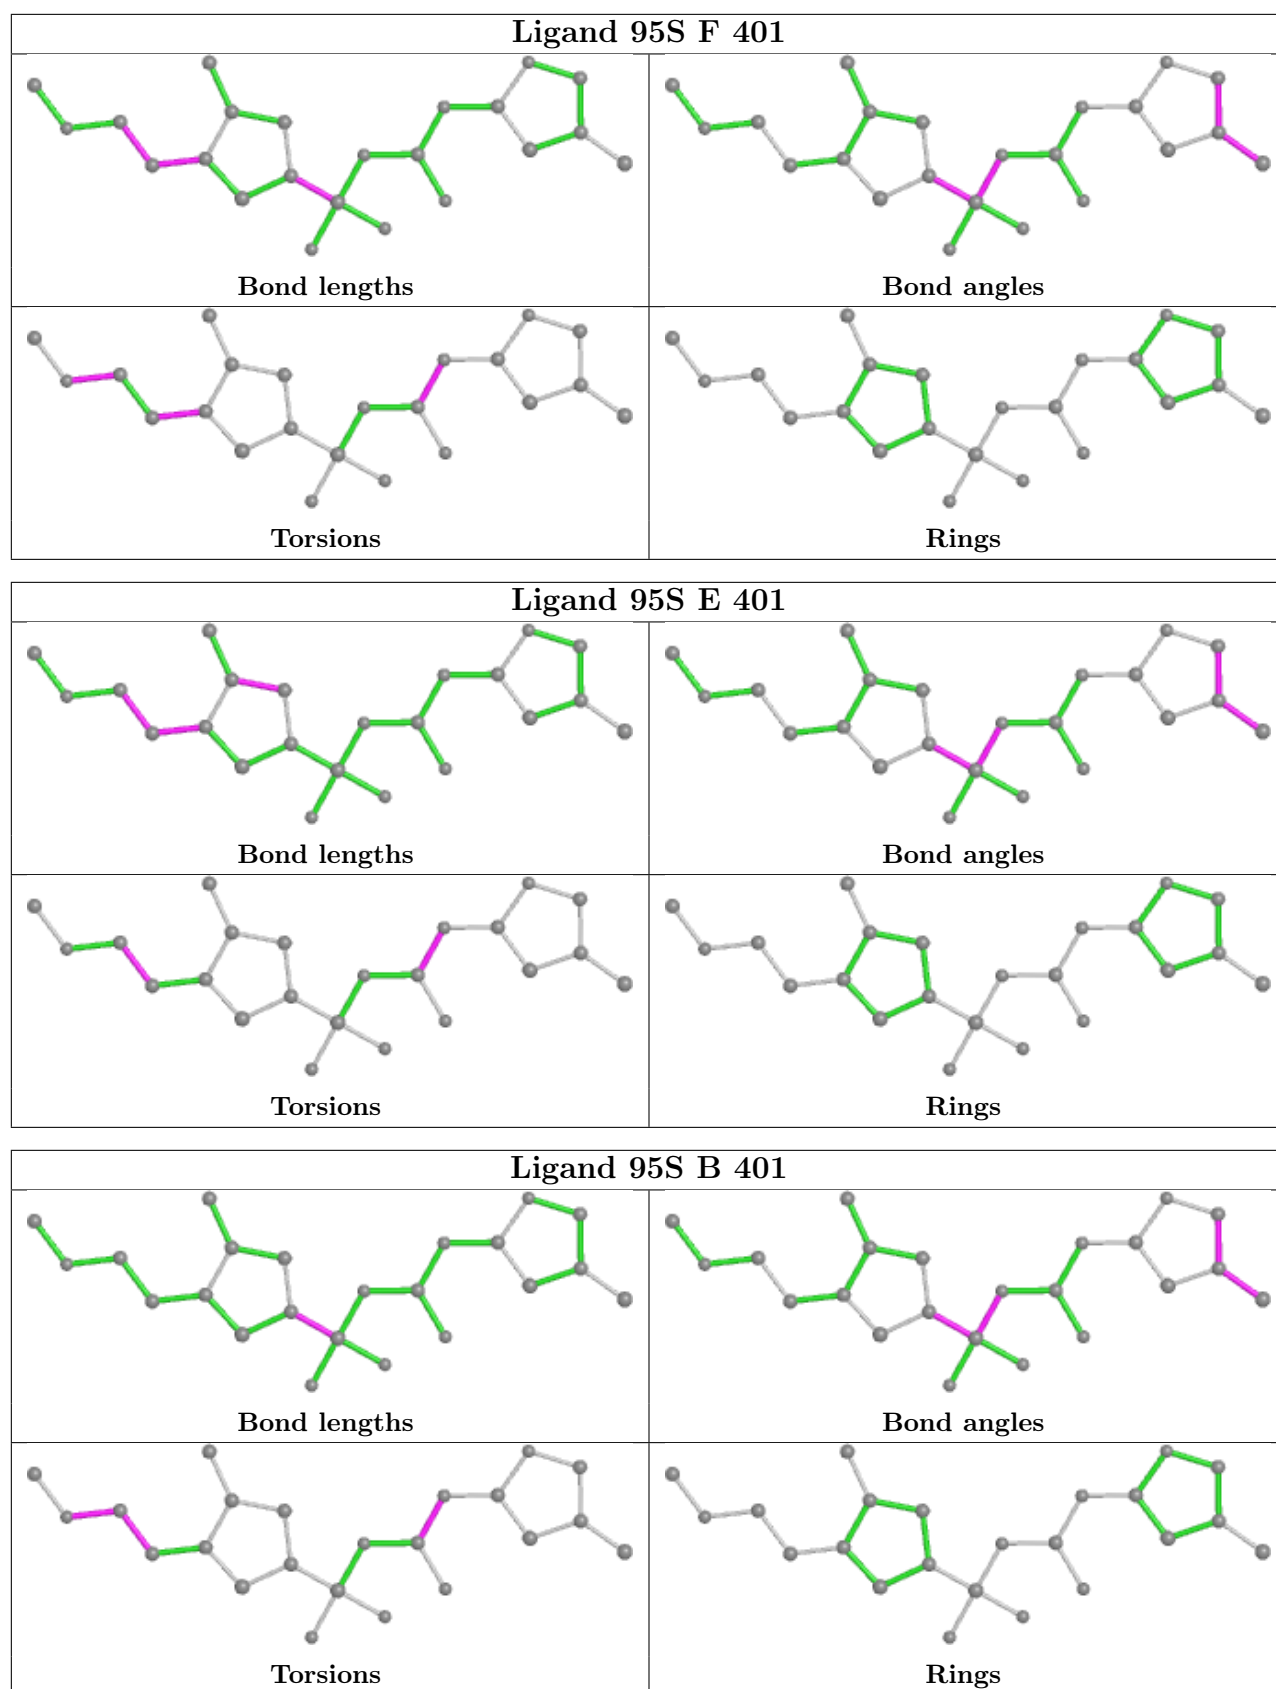 Ligand 95S F 401
Bond lengths
Bond angles
Torsions
Rings
Ligand 95S E 401
Bond lengths
Bond angles
Torsions
Rings
Ligand 95S B 401
Bond lengths
Bond angles
Torsions
Rings